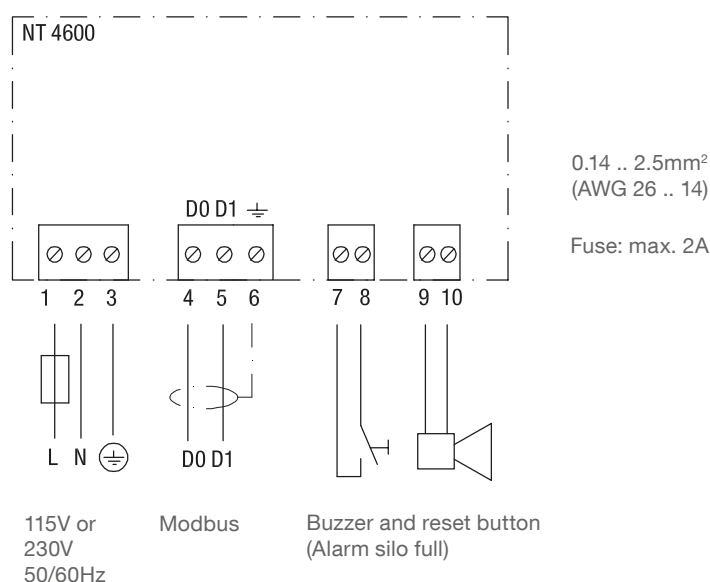 NT 4600
0.14 .. 2.5mm²
(AWG 26 .. 14)
Fuse: max. 2A
D0 D1
1 2 3 4 5 6 7 8 9 10
L N D0 D1
115V or
230V
50/60Hz
Modbus
Buzzer and reset button
(Alarm silo full)